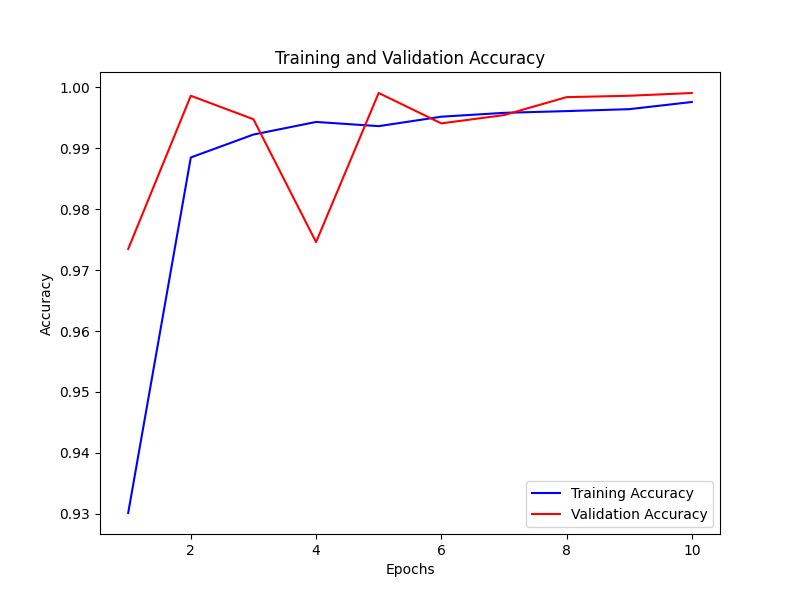 Training and Validation Accuracy
Accuracy
1.00
0.99
0.98
0.97
0.96
0.95
0.94
0.93
Training Accuracy
Validation Accuracy
2 4 6 8 10
Epochs